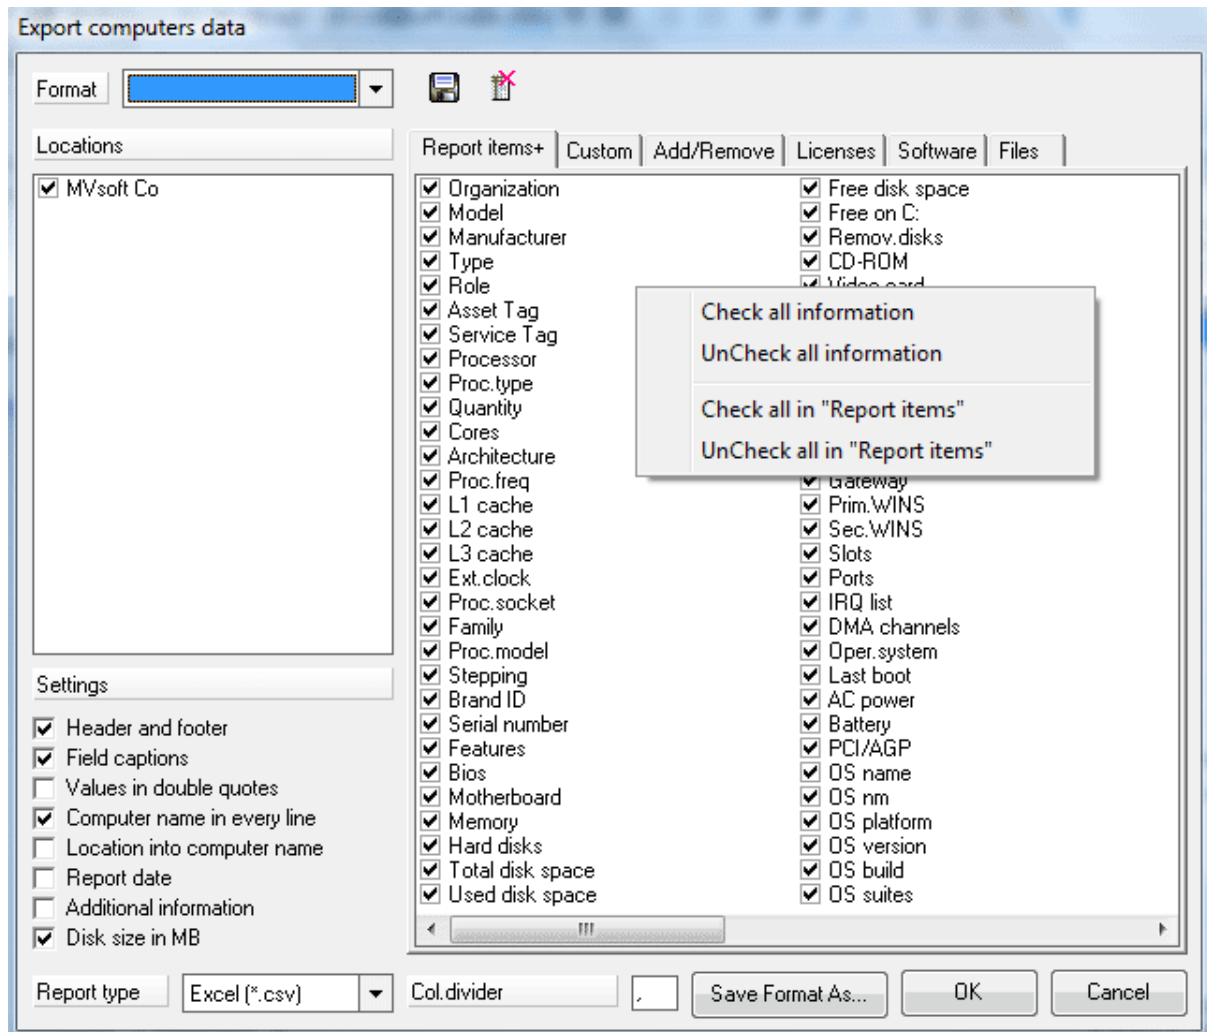 Export computers data
Format
Locations
MVsoft Co
Report items+ Custom Add/Remove Licenses Software Files
Organization
Model
Manufacturer
Type
Role
Asset Tag
Service Tag
Processor
Proc.type
Quantity
Cores
Architecture
Proc.freq
L1 cache
L2 cache
L3 cache
Ext.clock
Proc.socket
Family
Proc.model
Stepping
Brand ID
Serial number
Features
Bios
Motherboard
Memory
Hard disks
Total disk space
Used disk space
Free disk space
Free on C:
Remov.disks
CD-ROM
Video card
Check all information
UnCheck all information
Check all in "Report items"
UnCheck all in "Report items"
Gateway
Prim.WINS
Sec.WINS
Slots
Ports
IRQ list
DMA channels
Oper.system
Last boot
AC power
Battery
PCI/AGP
OS name
OS nm
OS platform
OS version
OS build
OS suites
Settings
Header and footer
Field captions
Values in double quotes
Computer name in every line
Location into computer name
Report date
Additional information
Disk size in MB
Report type Excel (*.csv) Col.divider , Save Format As... OK Cancel